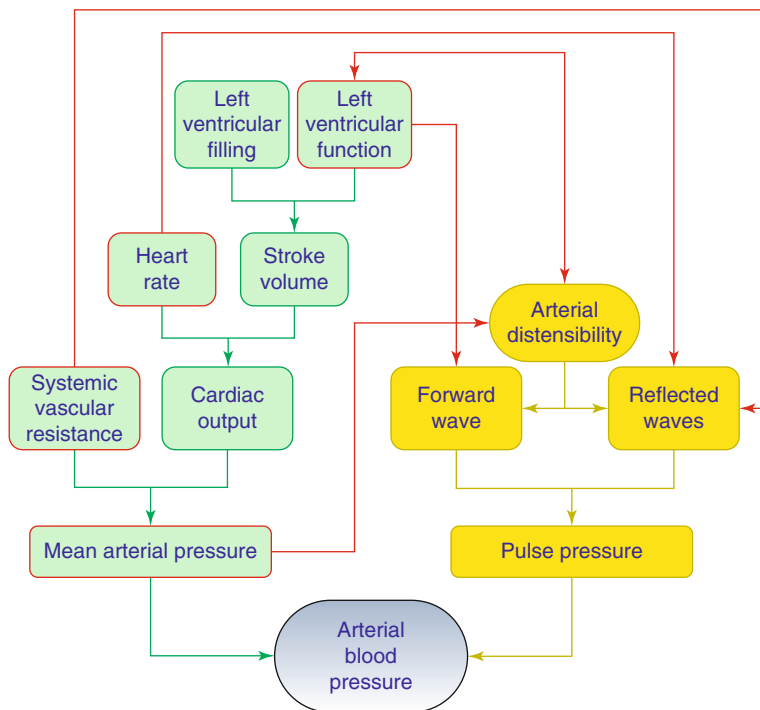 Left
ventricular
filling
Left
ventricular
function
Heart
rate
Stroke
volume
Arterial
distensibility
Systemic
vascular
resistance
Cardiac
output
Forward
wave
Reflected
waves
Mean arterial pressure
Pulse pressure
Arterial
blood
pressure